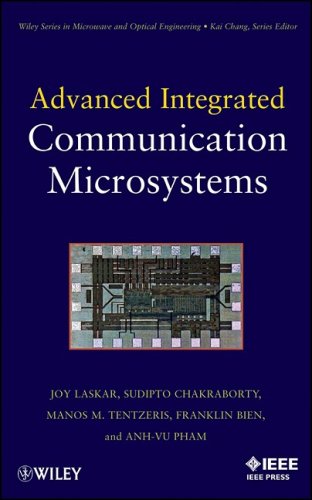 Wiley Series in Microwave and Optical Engineering • Kai Chang, Series Editor
Advanced Integrated
Communication
Microsystems
JOY LASKAR, SUDIPTO CHAKRABORTY,
MANOS M. TENTZERIS, FRANKLIN BIEN,
and ANH-VU PHAM
WILEY
IEEE
IEEE PRESS